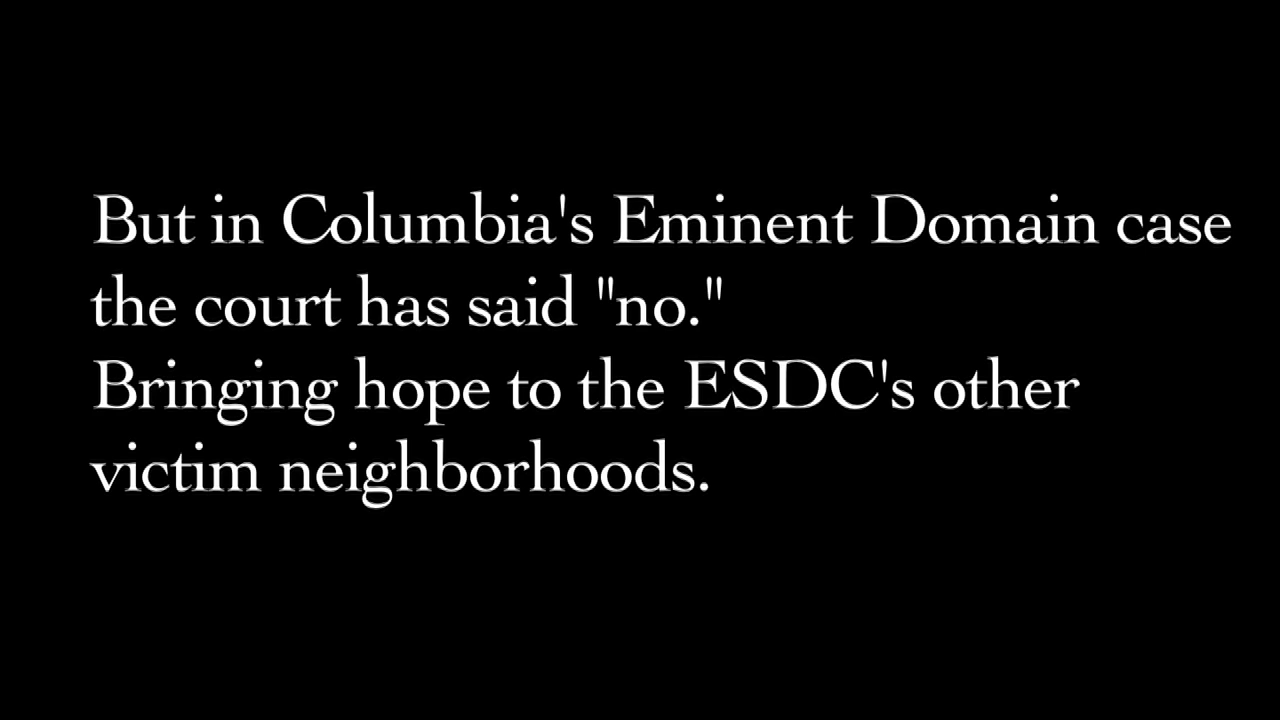 But in Columbia's Eminent Domain case
the court has said "no."
Bringing hope to the ESDC's other
victim neighborhoods.